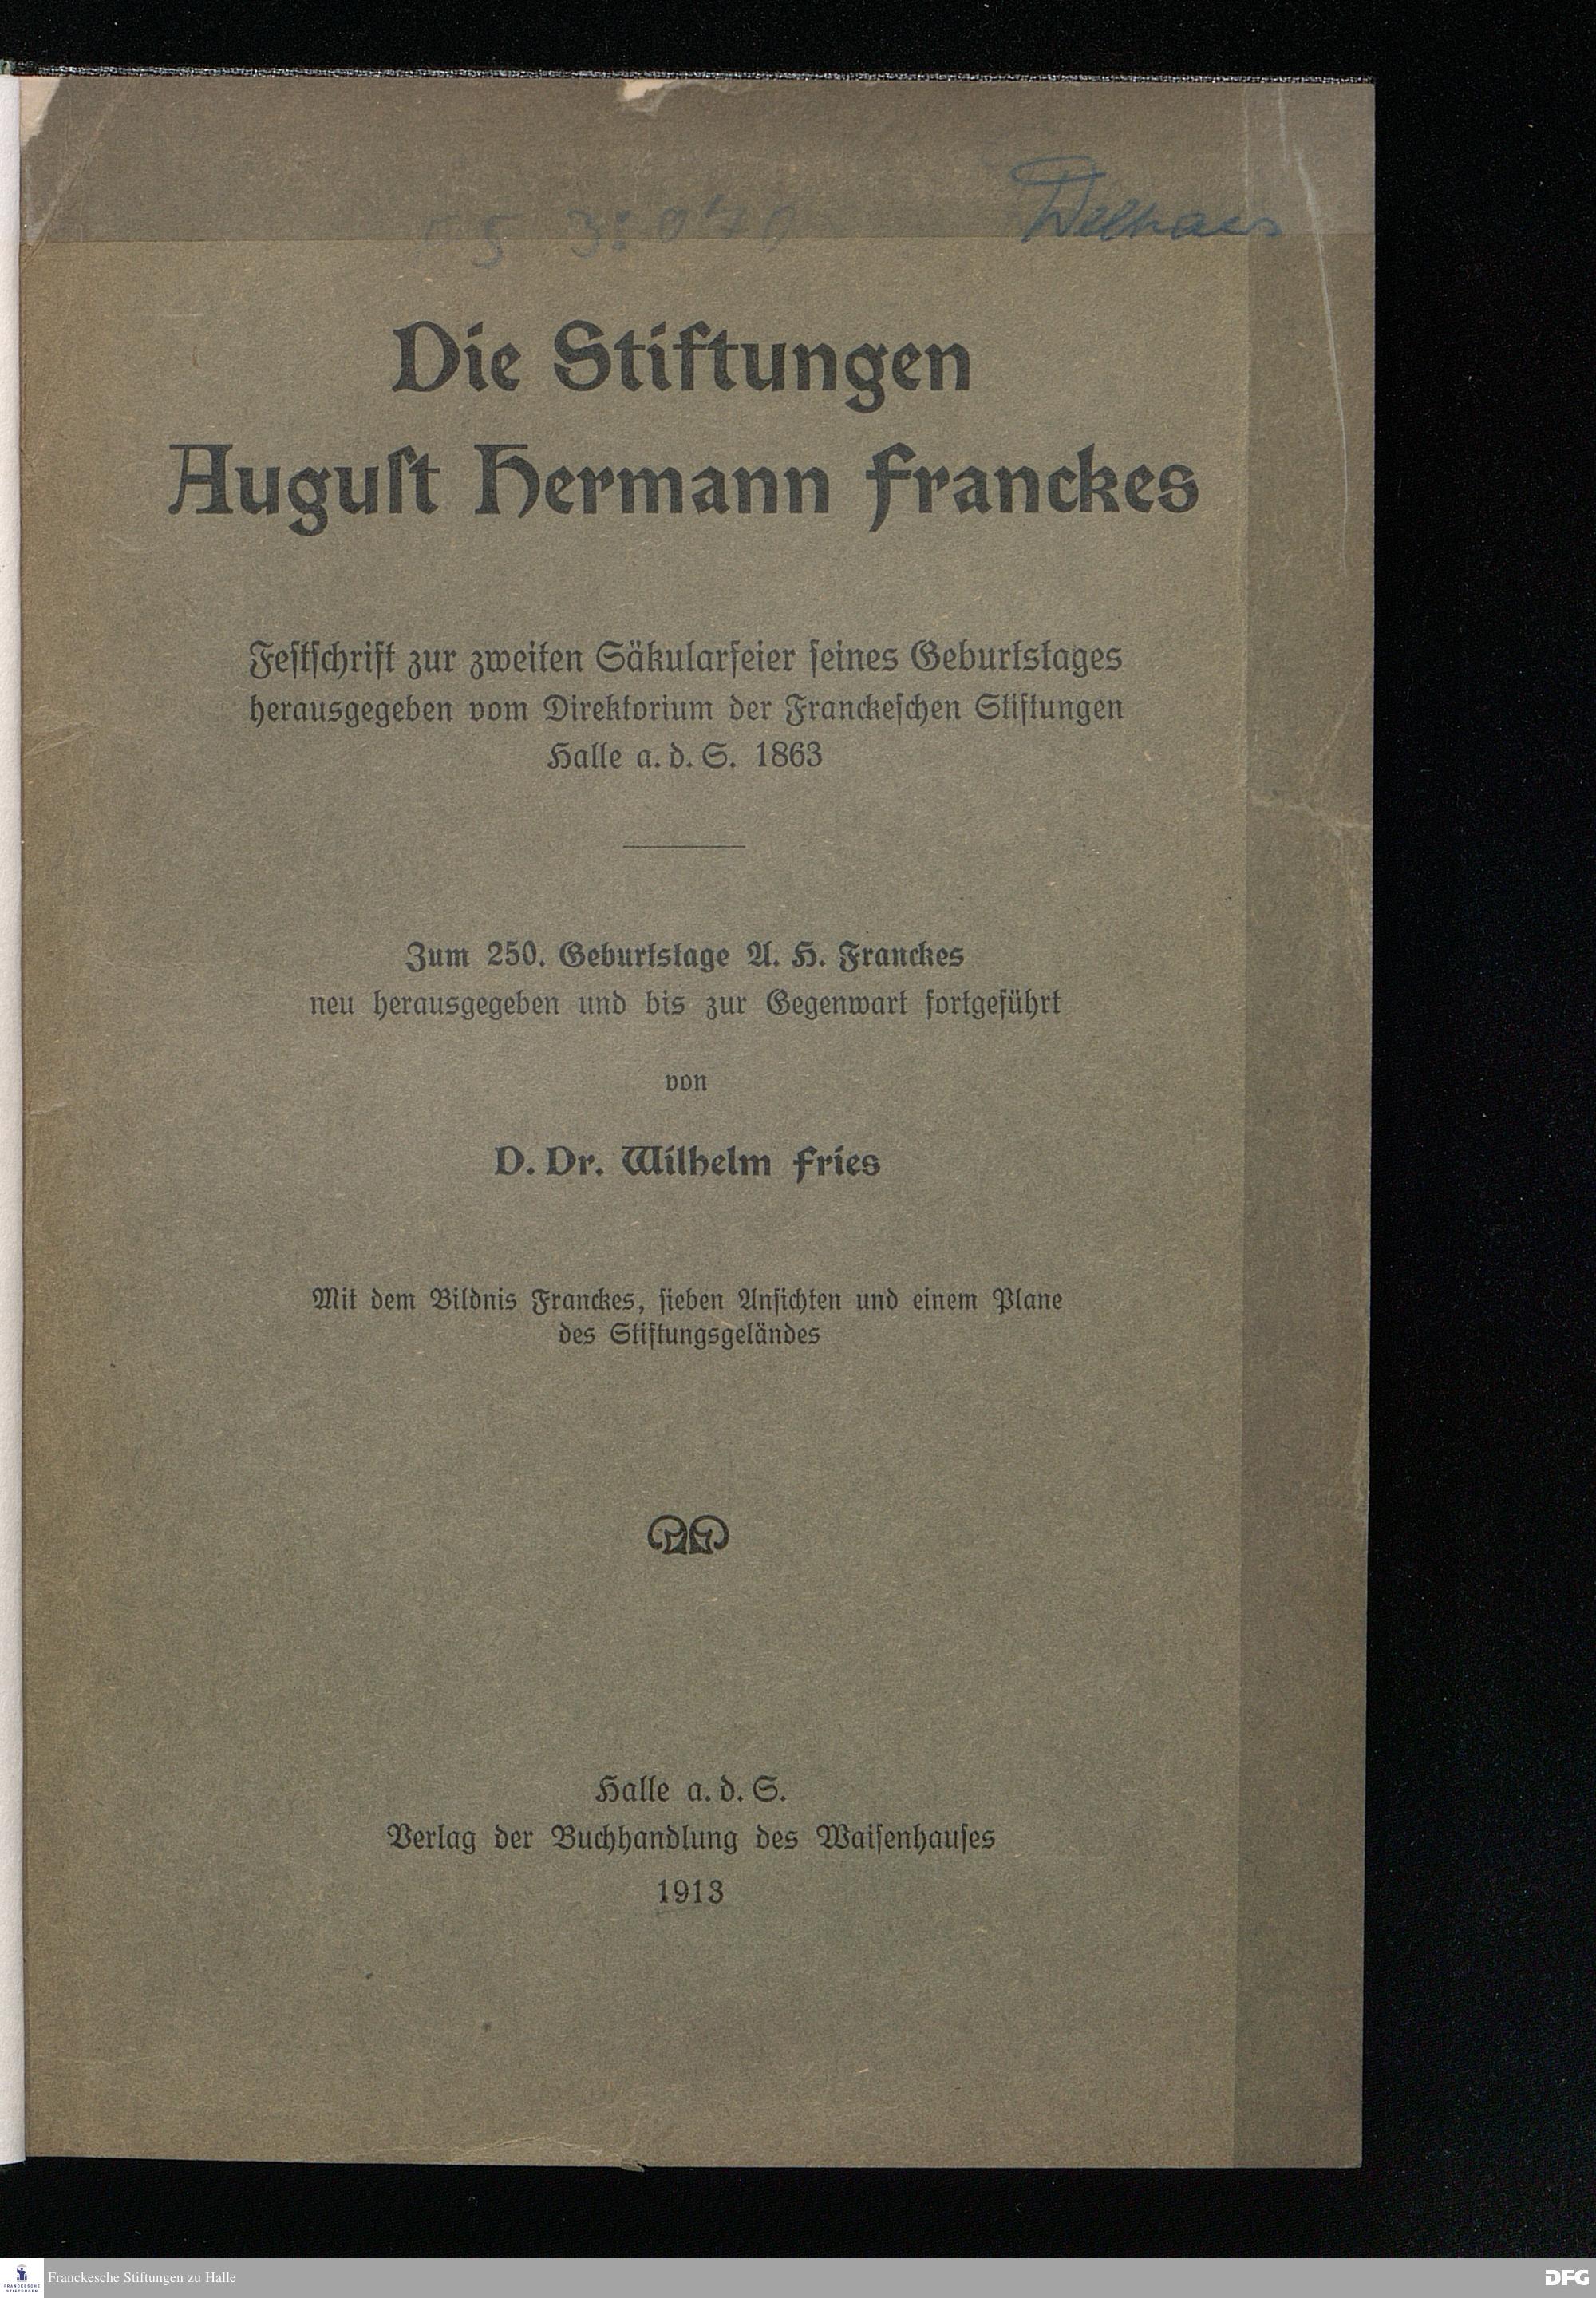 Die Stiftungen
Auguſt Hermann Franckes
Feſtſchrift zur zweiten Säkularfeier ſeines Geburtstages
herausgegeben vom Direktorium der Franckeſchen Stiftungen
Halle a. d. S. 1863
Zum 250. Geburtstage A. H. Franckes
neu herausgegeben und bis zur Gegenwart fortgeführt
von
D. Dr. Wilhelm Fries
Mit dem Bildnis Franckes, ſieben Anſichten und einem Plane
des Stiftungsgeländes
Halle a. d. S.
Verlag der Buchhandlung des Waiſenhauſes
1913
FRANCKESCHE
STIFTUNGEN
Franckesche Stiftungen zu Halle
DFG